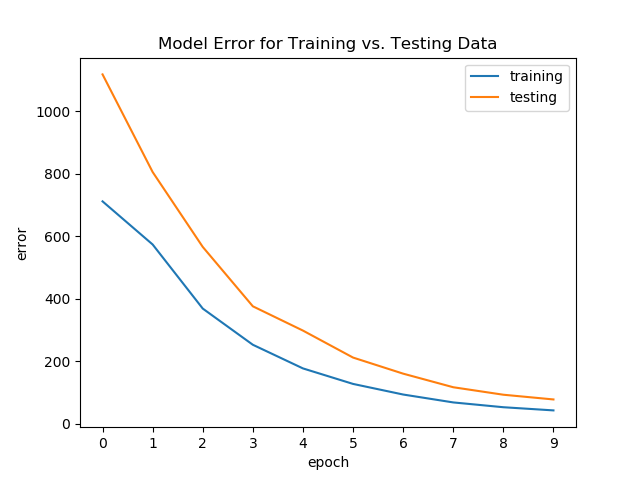 Model Error for Training vs. Testing Data
training
testing
1000
800
600
400
200
0
error
0 1 2 3 4 5 6 7 8 9
epoch